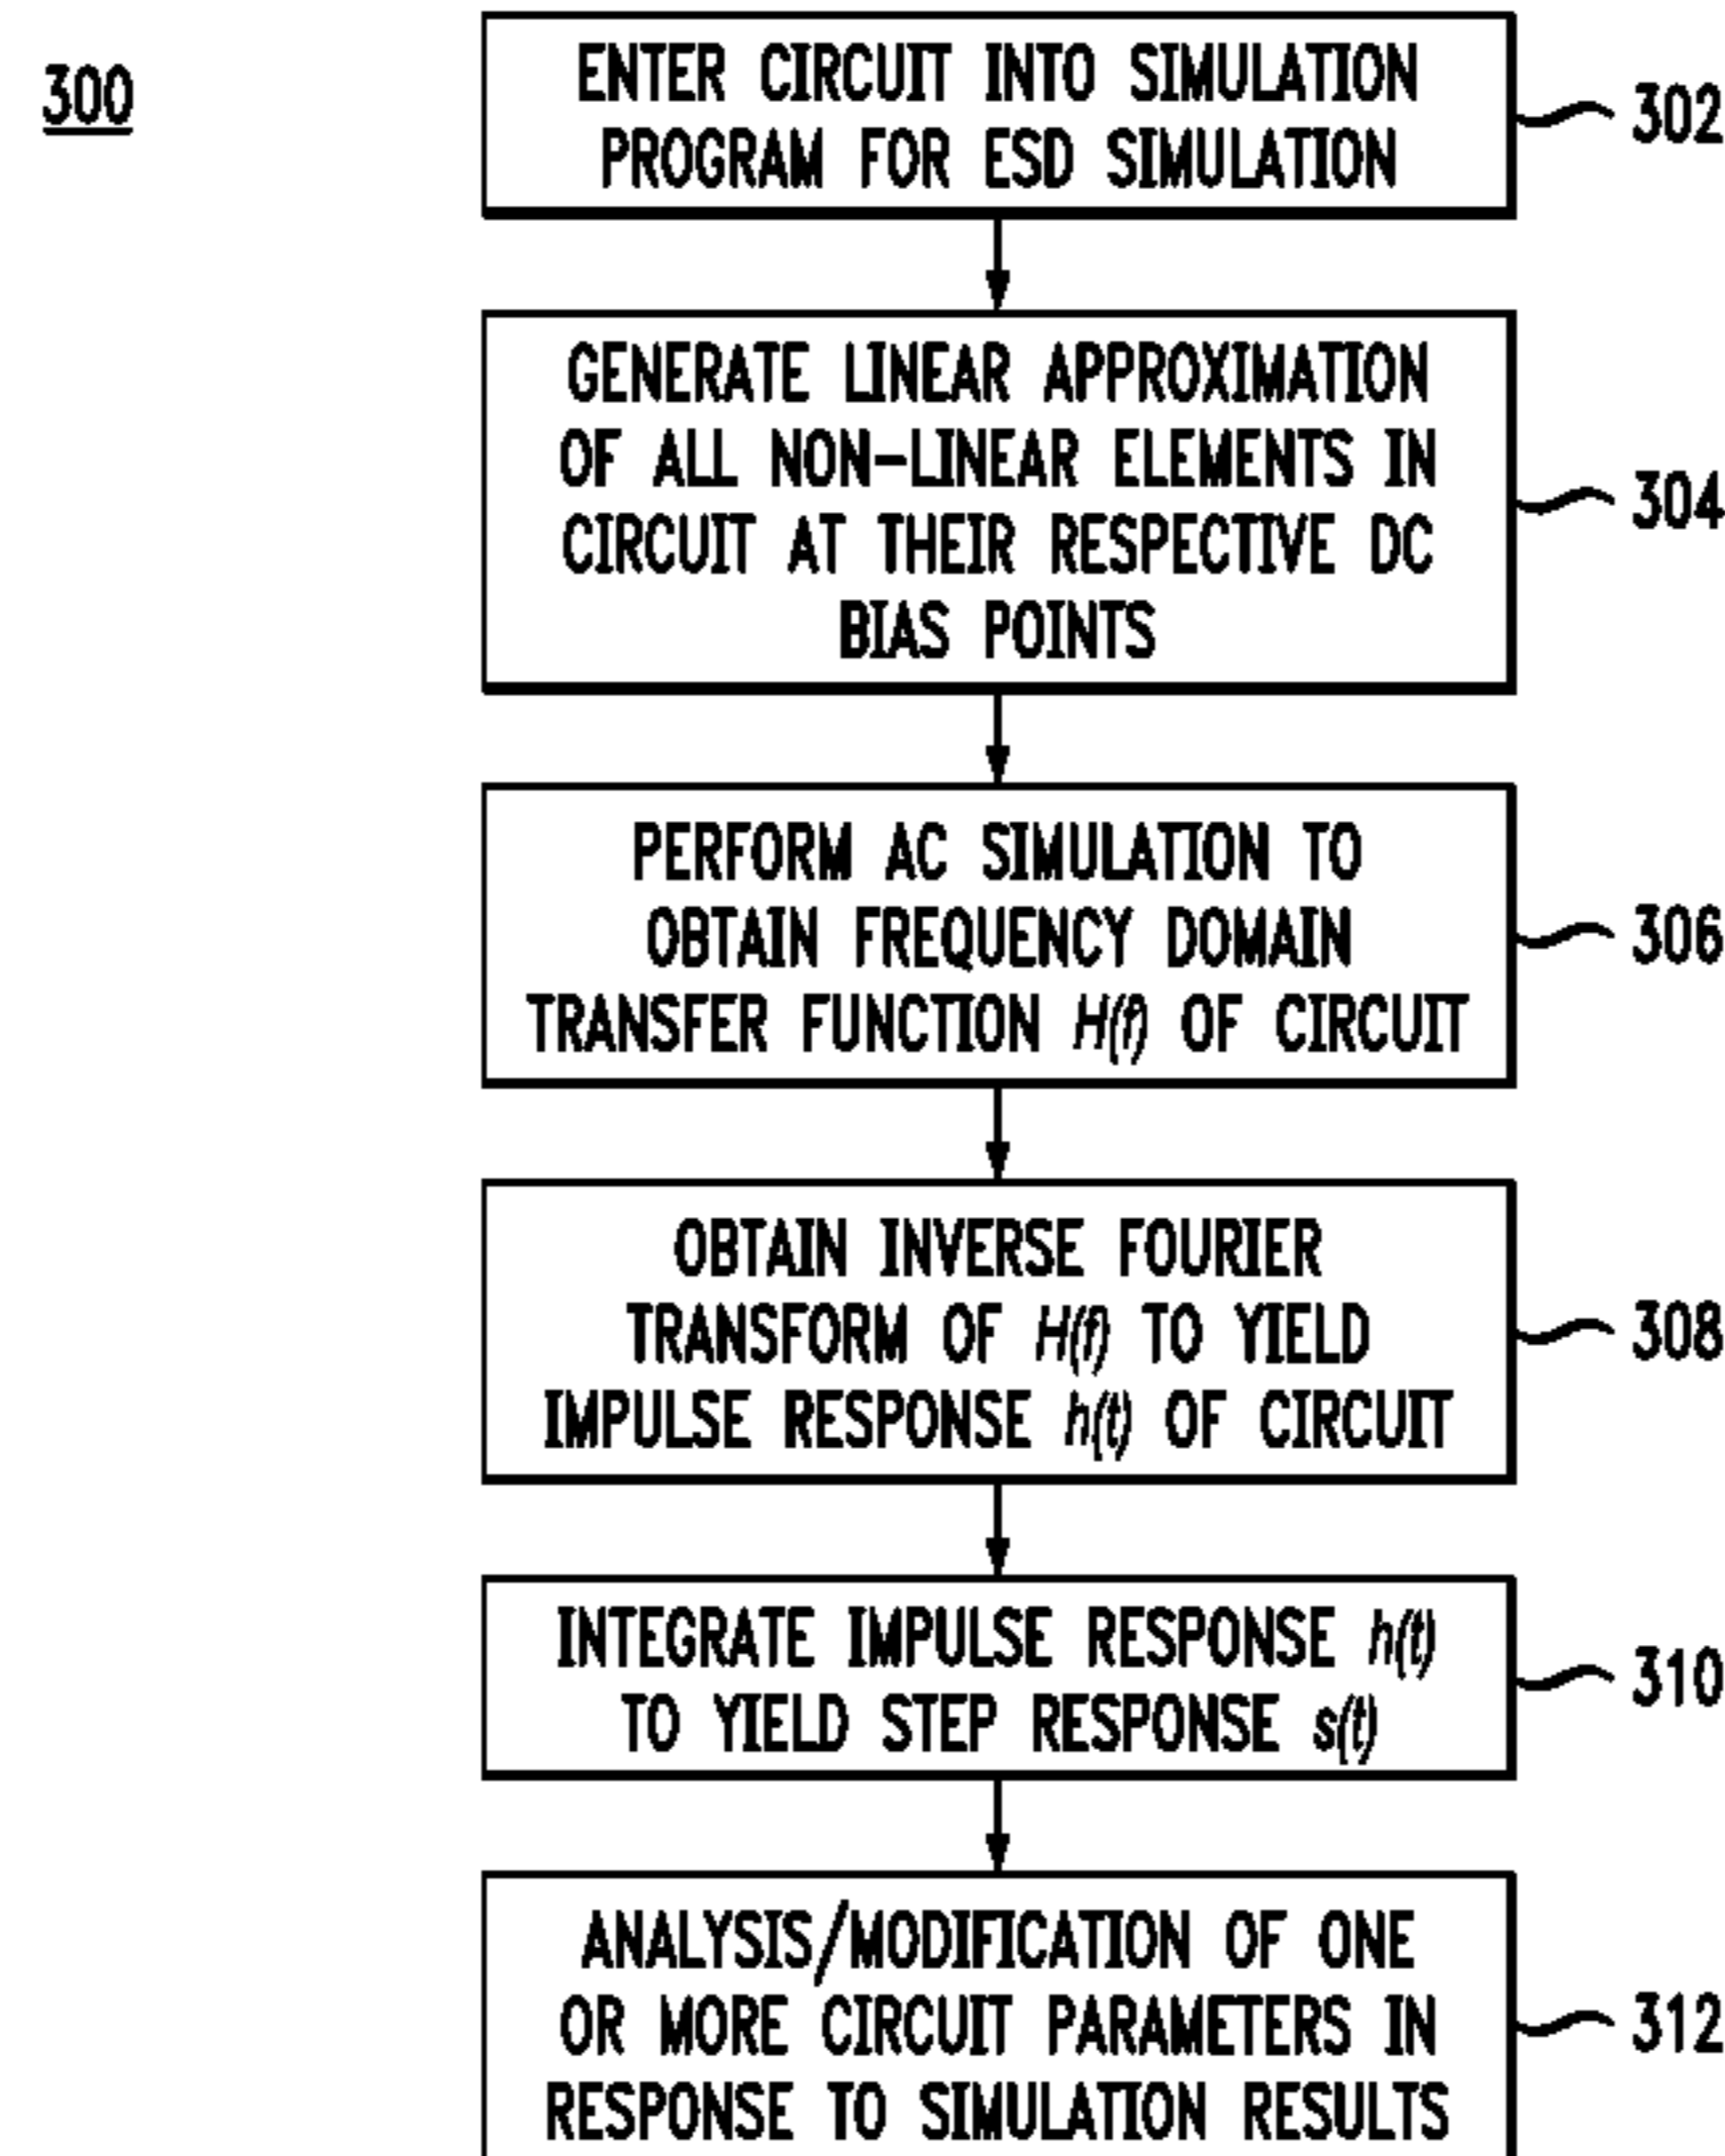 300
ENTER CIRCUIT INTO SIMULATION
PROGRAM FOR ESD SIMULATION
302
GENERATE LINEAR APPROXIMATION
OF ALL NON-LINEAR ELEMENTS IN
CIRCUIT AT THEIR RESPECTIVE DC
BIAS POINTS
304
PERFORM AC SIMULATION TO
OBTAIN FREQUENCY DOMAIN
TRANSFER FUNCTION H(f) OF CIRCUIT
306
OBTAIN INVERSE FOURIER
TRANSFORM OF H(f) TO YIELD
IMPULSE RESPONSE h(t) OF CIRCUIT
308
INTEGRATE IMPULSE RESPONSE h(t)
TO YIELD STEP RESPONSE s(t)
310
ANALYSIS/MODIFICATION OF ONE
OR MORE CIRCUIT PARAMETERS IN
RESPONSE TO SIMULATION RESULTS
312